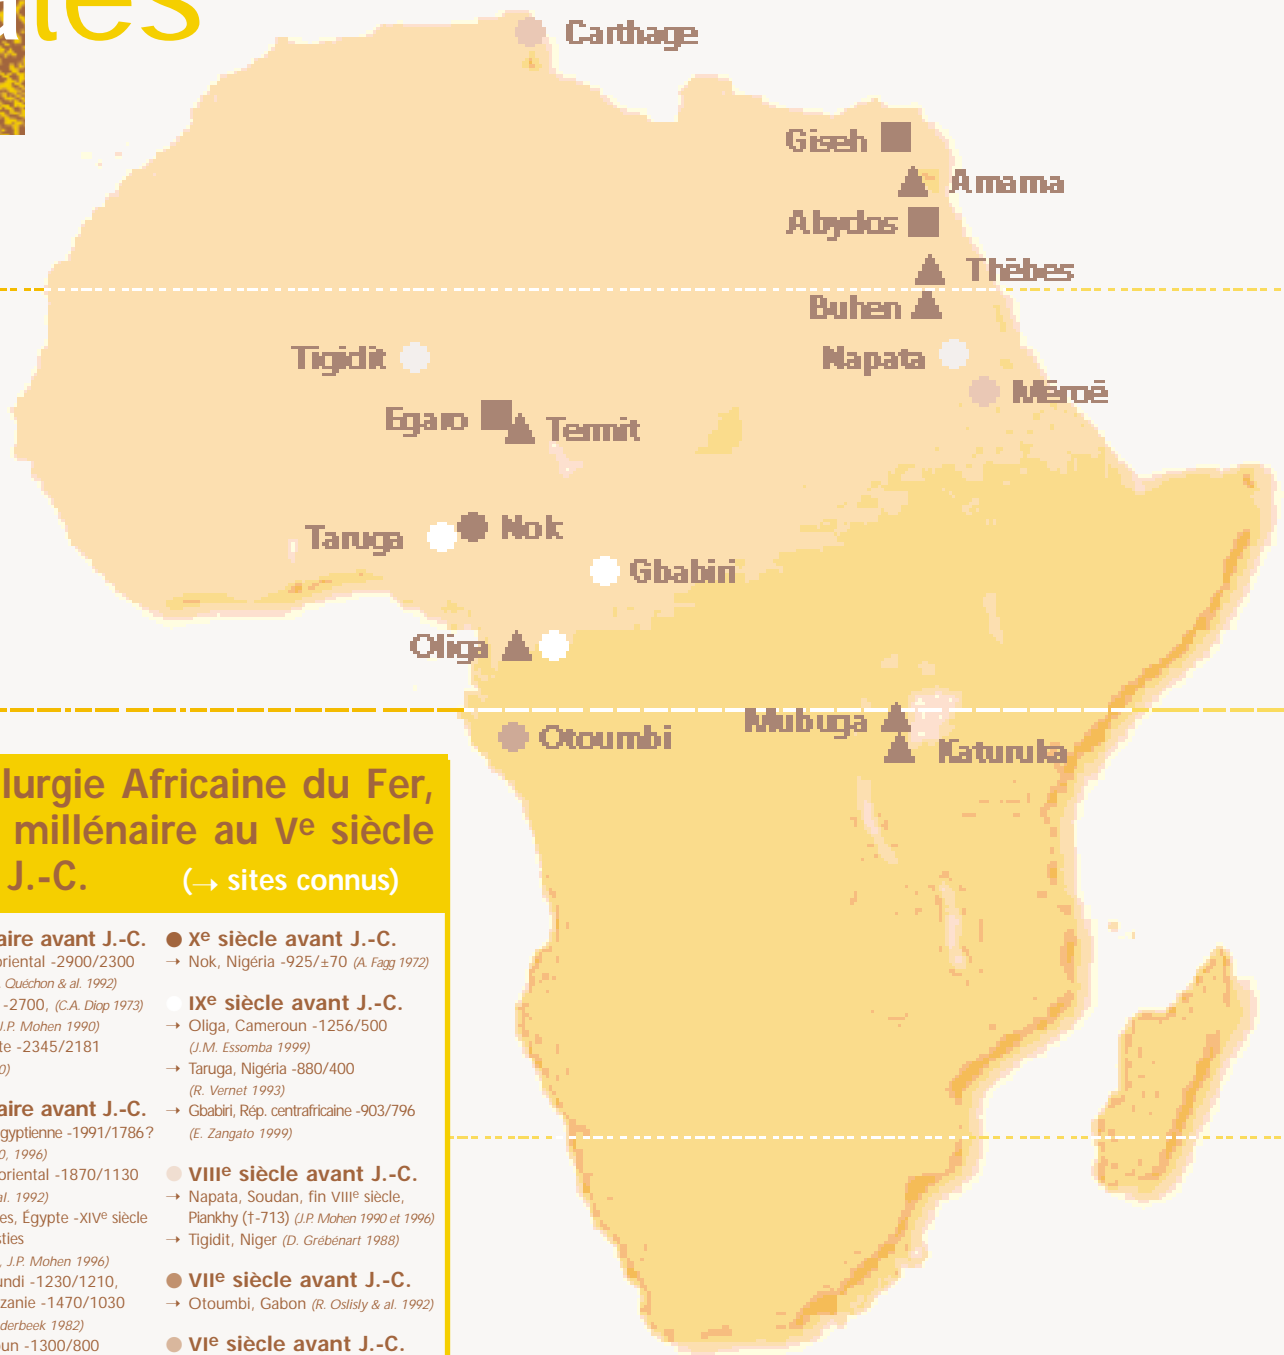 tes
Carthage
Giseh
Amarna
Abydos
Thèbes
Buhen
Tigidit
Napata
Méroé
Egaro
Termit
Taruga
Nok
Gbabiri
Oliga
Otoumbi
Mubuga
Katuruka
lurgie Africaine du Fer,
millénaire au Ve siècle
J.-C. (→ sites connus)
aire avant J.-C.
oriental -2900/2300
. Quéchon & al. 1992)
-2700, (C.A. Diop 1973)
J.P. Mohen 1990)
te -2345/2181
0)
aire avant J.-C.
gyptienne -1991/1786?
0, 1996)
oriental -1870/1130
al. 1992)
es, Égypte -XIVe siècle
ties
, J.P. Mohen 1996)
undi -1230/1210,
zanie -1470/1030
derbeek 1982)
un -1300/800
Xe siècle avant J.-C.
→ Nok, Nigéria -925/±70 (A. Fagg 1972)
IXe siècle avant J.-C.
→ Oliga, Cameroun -1256/500
(J.M. Essomba 1999)
→ Taruga, Nigéria -880/400
(R. Vernet 1993)
→ Gbabiri, Rép. centrafricaine -903/796
(E. Zangato 1999)
VIIIe siècle avant J.-C.
→ Napata, Soudan, fin VIIIe siècle,
Piankhy (†-713) (J.P. Mohen 1990 et 1996)
→ Tigidit, Niger (D. Grébénart 1988)
VIIe siècle avant J.-C.
→ Otoumbi, Gabon (R. Oslisly & al. 1992)
VIe siècle avant J.-C.